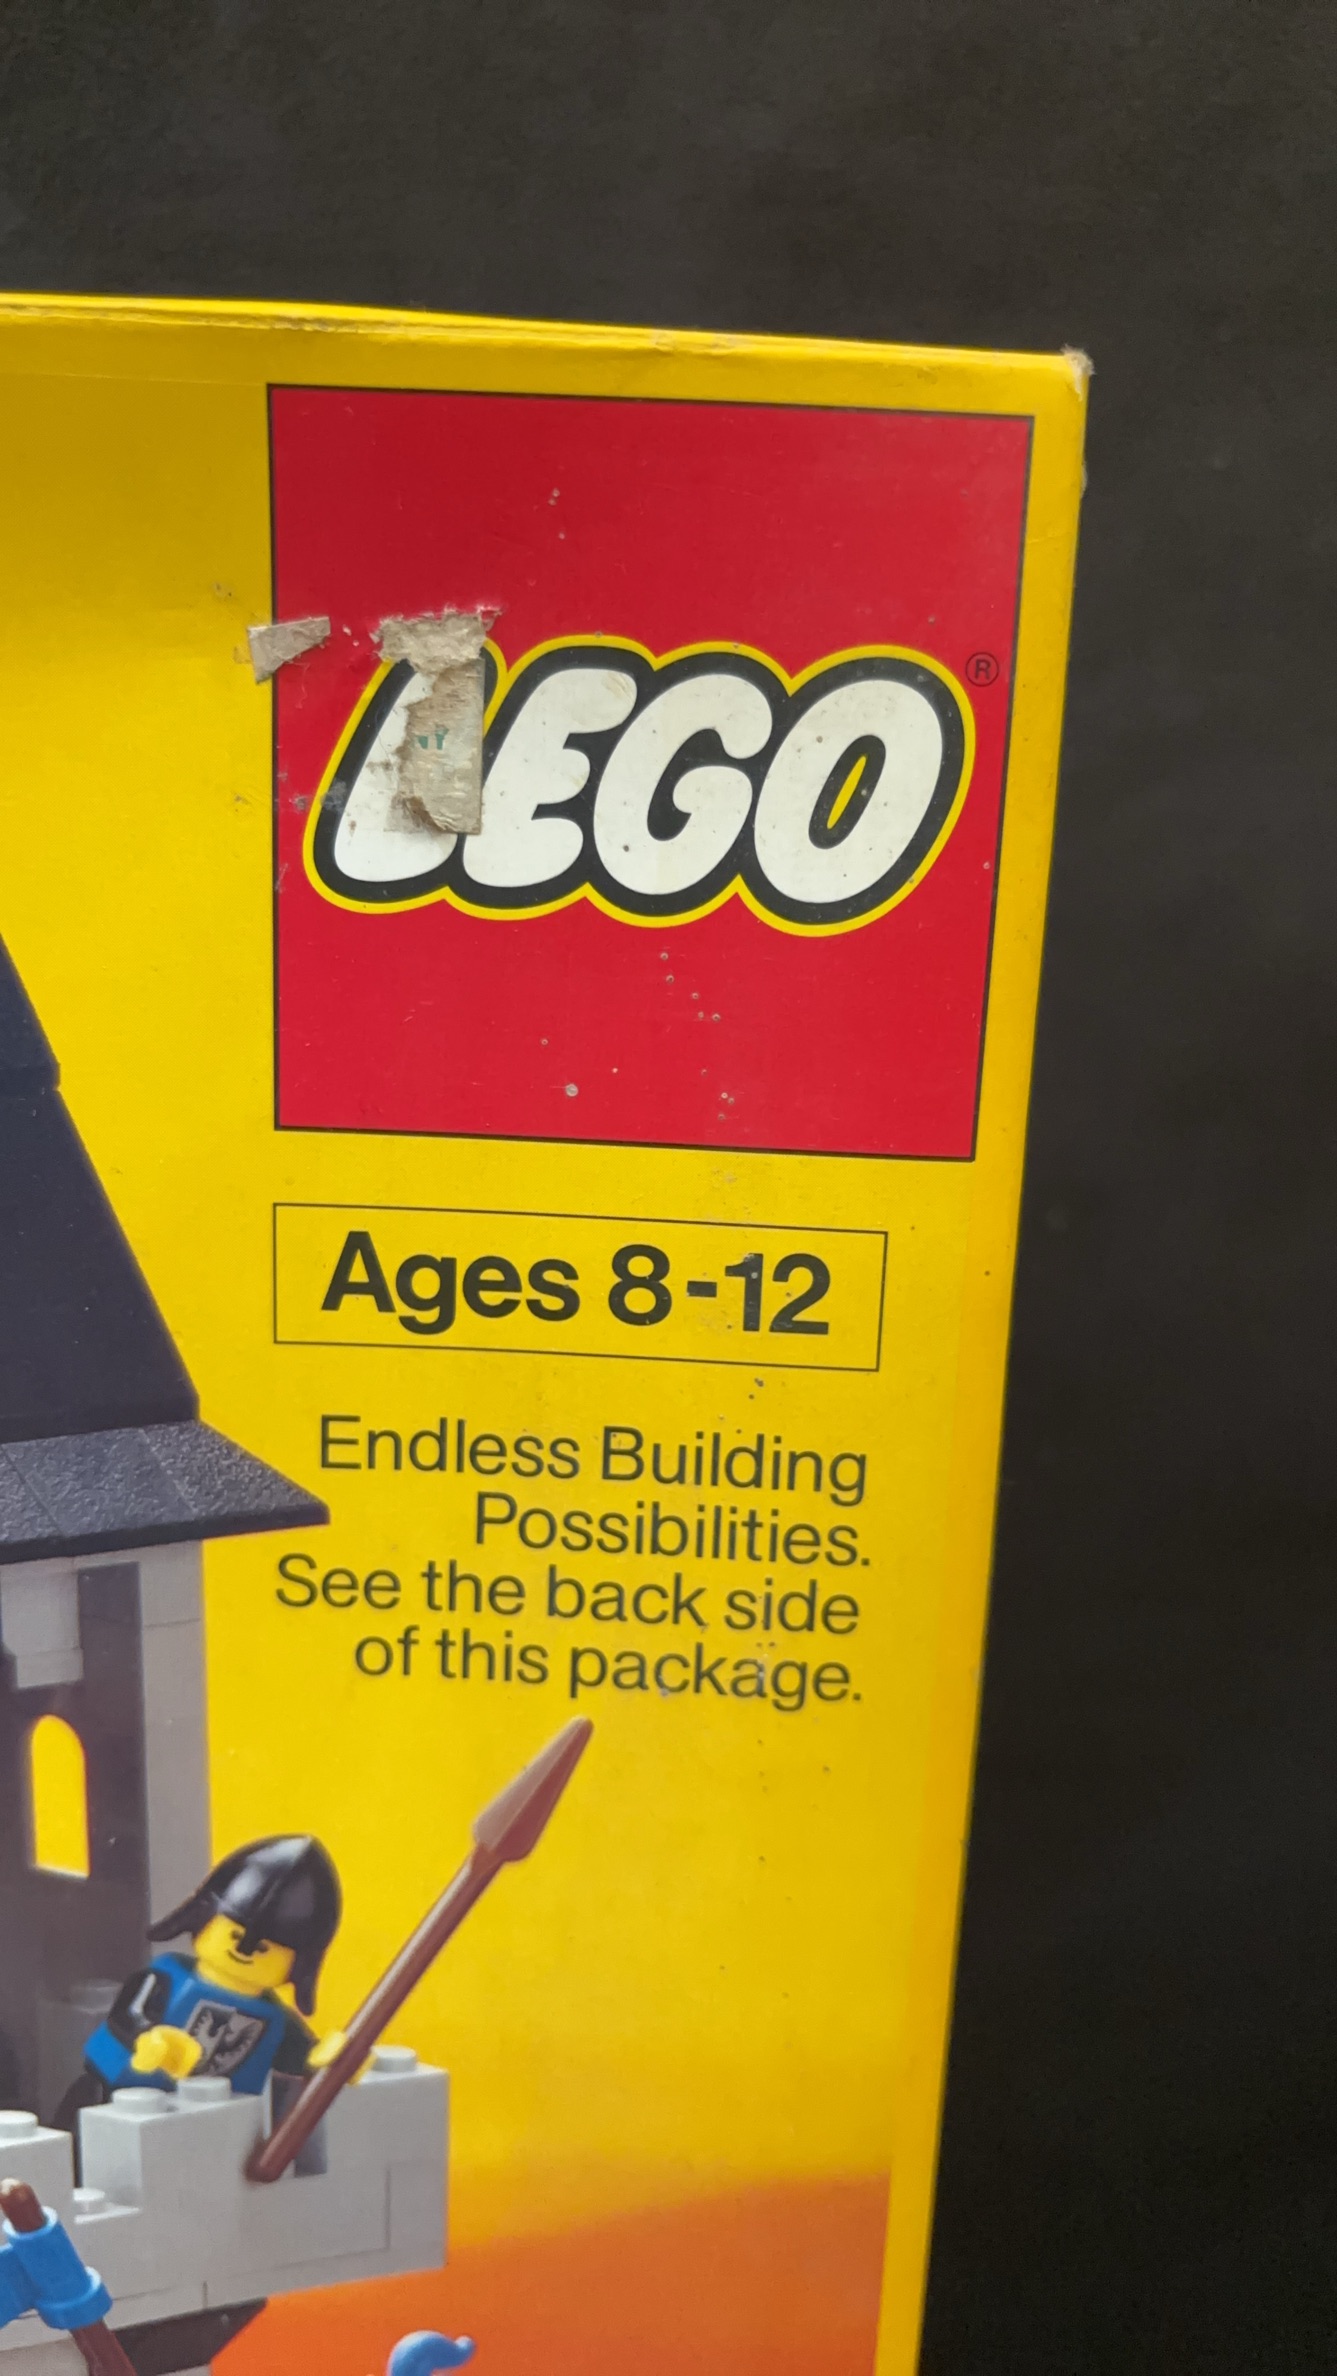 LEGO®
Ages 8-12
Endless Building
Possibilities.
See the back side
of this package.